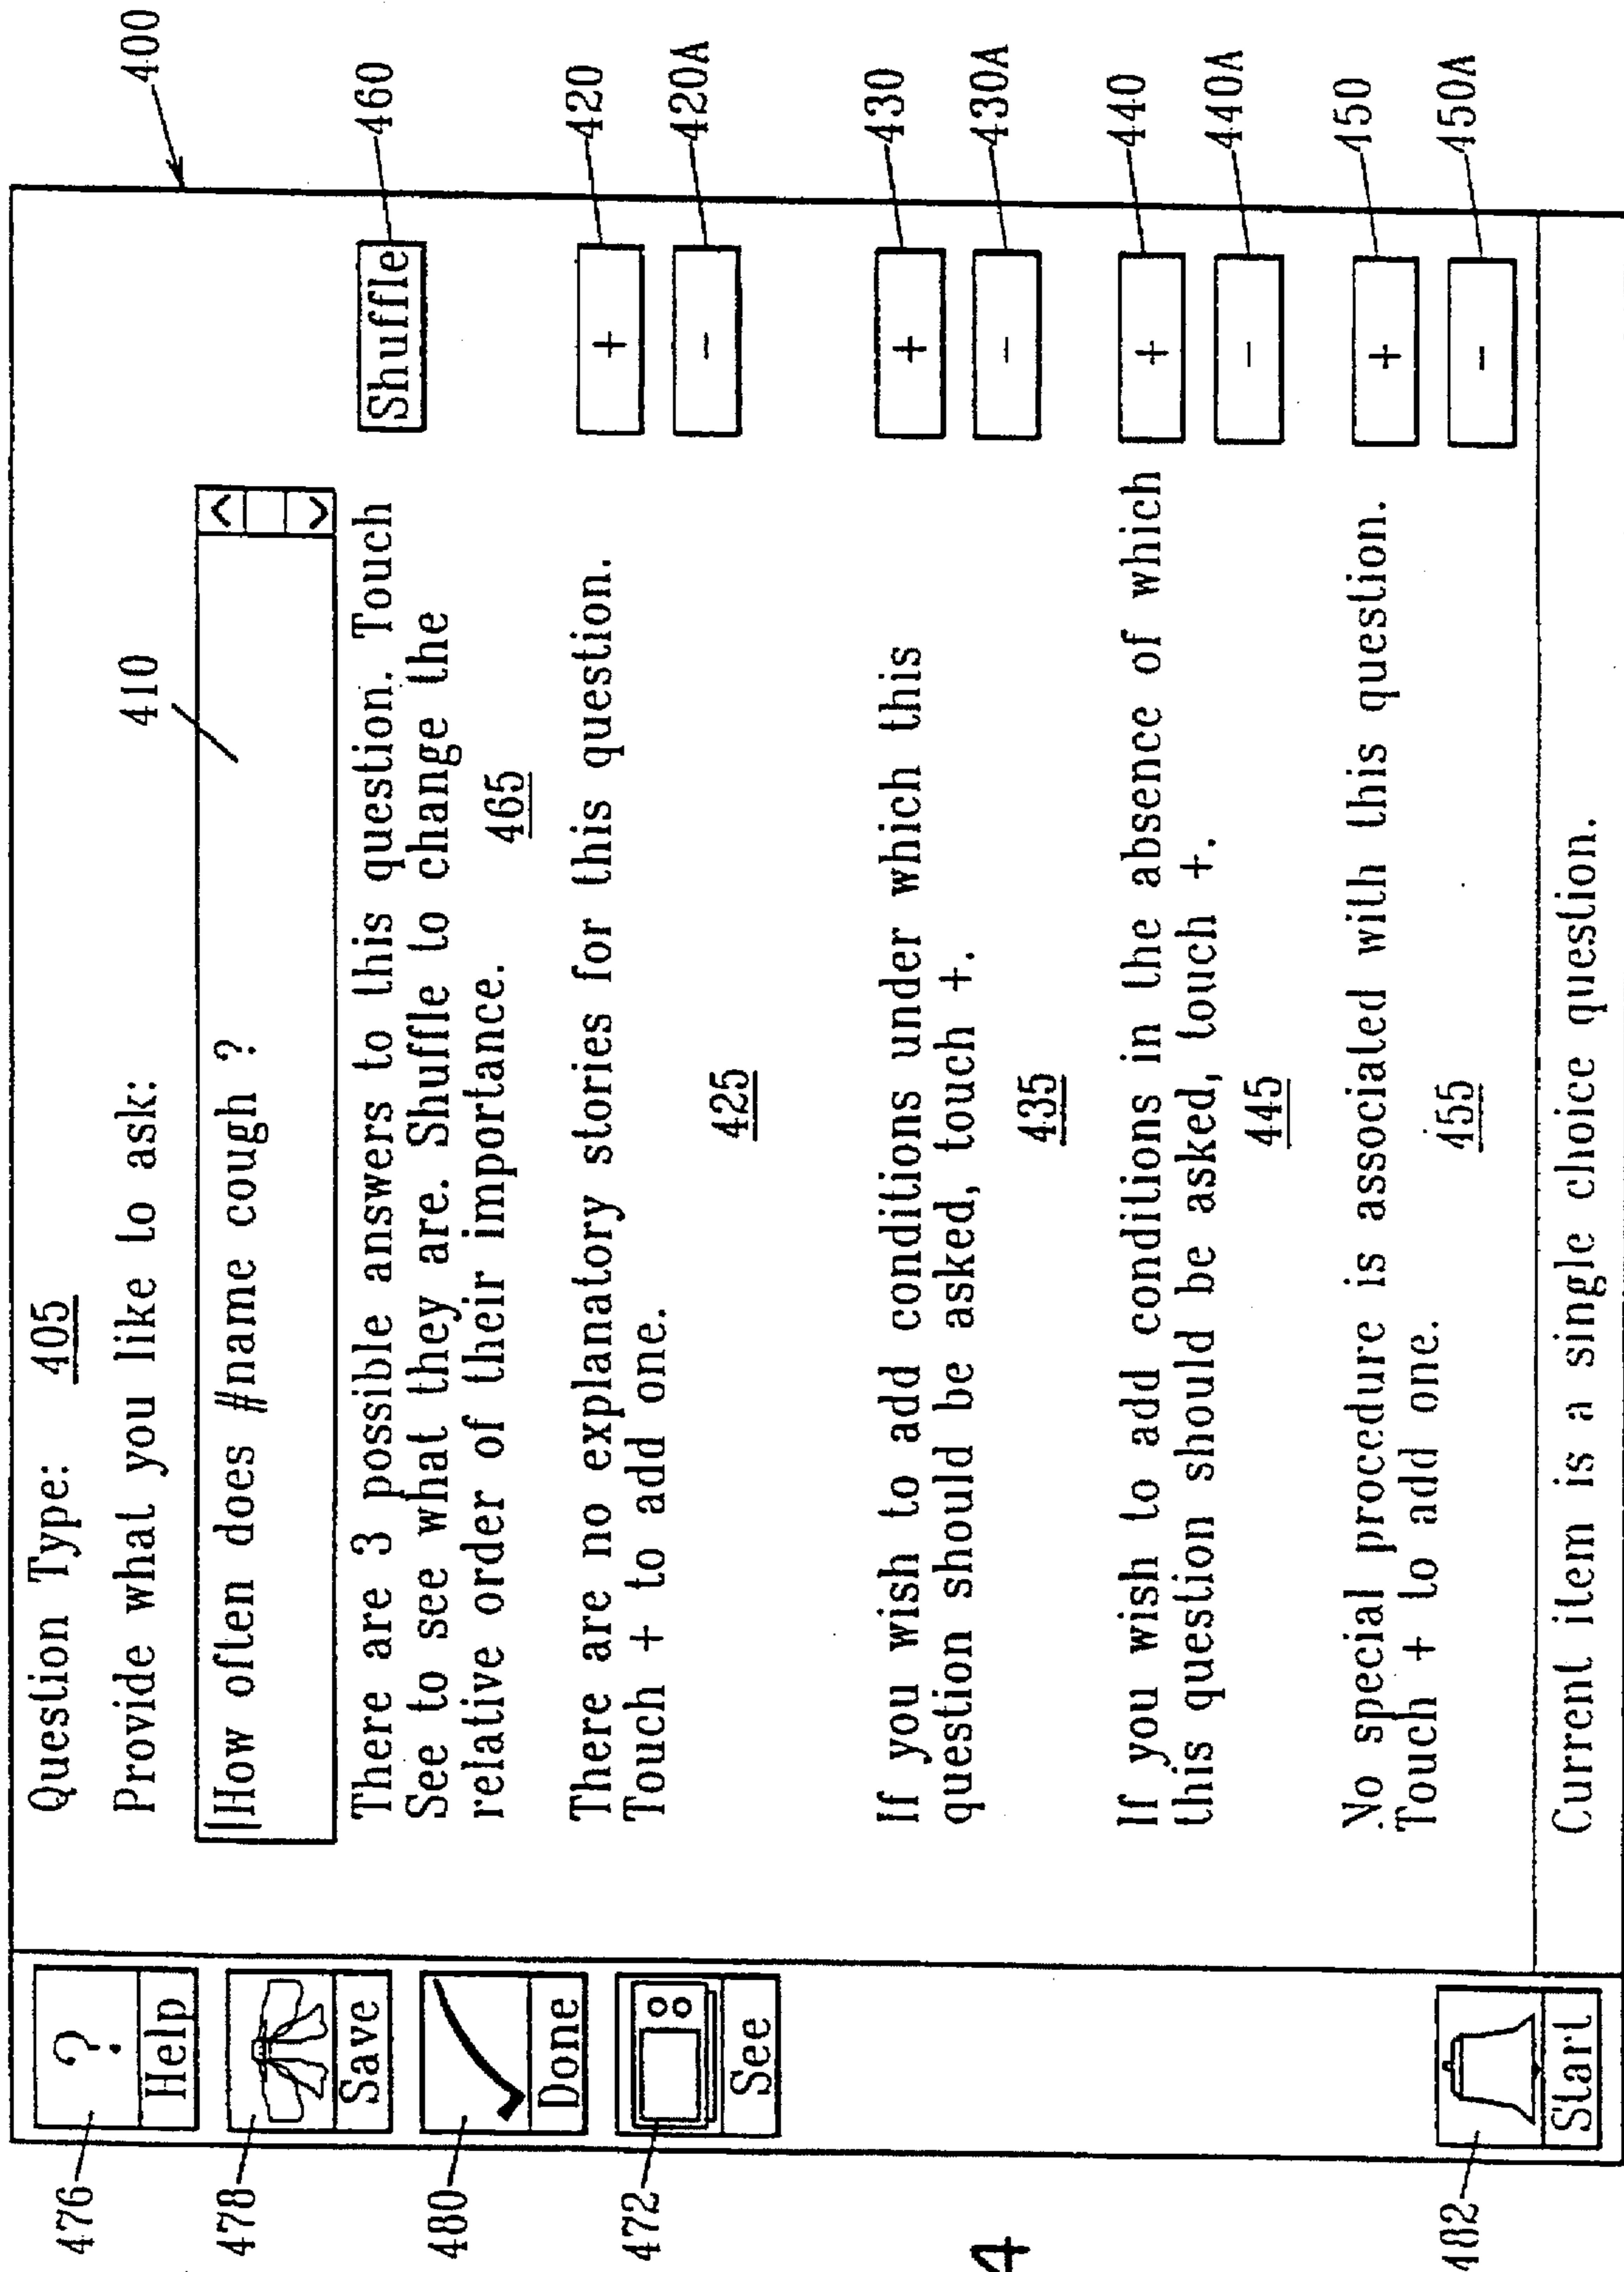 400
Question Type: 405
Provide what you like to ask:
410
How often does #name cough ?
There are 3 possible answers to this question. Touch
See to see what they are. Shuffle to change the
relative order of their importance.
465
Shuffle
460
There are no explanatory stories for this question.
Touch + to add one.
425
+
420
-
420A
If you wish to add conditions under which this
question should be asked, touch +.
435
+
430
-
430A
If you wish to add conditions in the absence of which
this question should be asked, touch +.
445
+
440
-
440A
No special procedure is associated with this question.
Touch + to add one.
455
+
450
-
450A
Current item is a single choice question.
476
?
Help
478
Save
480
Done
472
See
482
Start
4